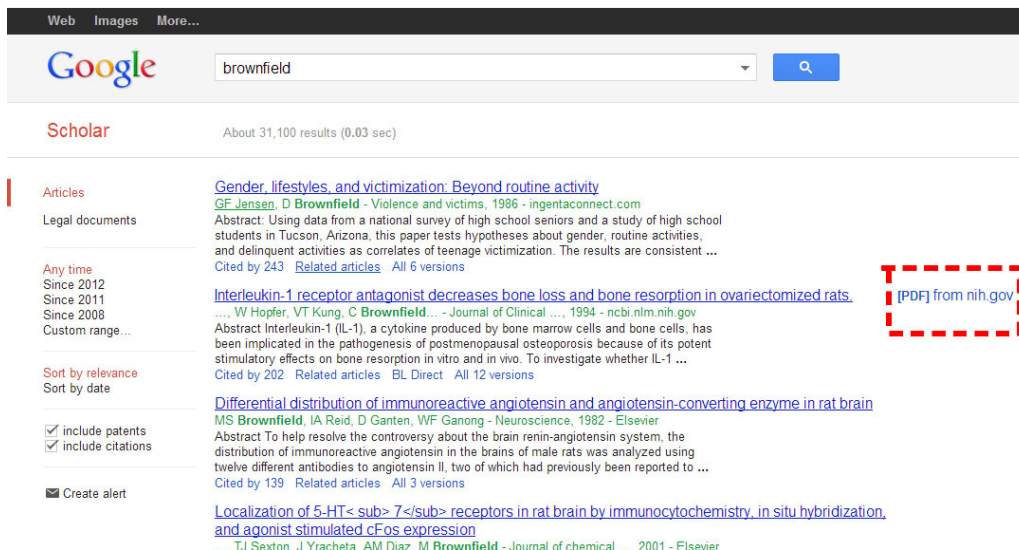 Web Images More...
Google
brownfield
Scholar
About 31,100 results (0.03 sec)
Articles
Legal documents
Any time
Since 2012
Since 2011
Since 2008
Custom range...
Sort by relevance
Sort by date
include patents
include citations
Create alert
Gender, lifestyles, and victimization: Beyond routine activity
GF Jensen, D Brownfield - Violence and victims, 1986 - ingentaconnect.com
Abstract: Using data from a national survey of high school seniors and a study of high school
students in Tucson, Arizona, this paper tests hypotheses about gender, routine activities,
and delinquent activities as correlates of teenage victimization. The results are consistent ...
Cited by 243 Related articles All 6 versions
Interleukin-1 receptor antagonist decreases bone loss and bone resorption in ovariectomized rats.
..., W Hopfer, VT Kung, C Brownfield... - Journal of Clinical ..., 1994 - ncbi.nlm.nih.gov
Abstract Interleukin-1 (IL-1), a cytokine produced by bone marrow cells and bone cells, has
been implicated in the pathogenesis of postmenopausal osteoporosis because of its potent
stimulatory effects on bone resorption in vitro and in vivo. To investigate whether IL-1 ...
Cited by 202 Related articles BL Direct All 12 versions
[PDF] from nih.gov
Differential distribution of immunoreactive angiotensin and angiotensin-converting enzyme in rat brain
MS Brownfield, IA Reid, D Ganten, WF Ganong - Neuroscience, 1982 - Elsevier
Abstract To help resolve the controversy about the brain renin-angiotensin system, the
distribution of immunoreactive angiotensin in the brains of male rats was analyzed using
twelve different antibodies to angiotensin II, two of which had previously been reported to ...
Cited by 139 Related articles All 3 versions
Localization of 5-HT< sub> 7</sub> receptors in rat brain by immunocytochemistry, in situ hybridization,
and agonist stimulated cFos expression
..., TJ Sexton, J Yracheta, AM Diaz, M Brownfield - Journal of chemical ..., 2001 - Elsevier